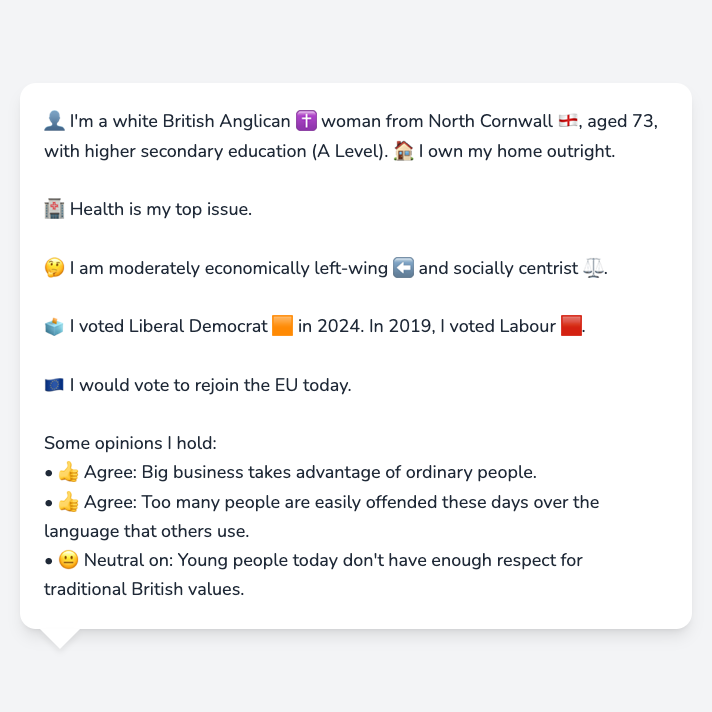 👤 I'm a white British Anglican ✝️ woman from North Cornwall 🏴󠁧󠁢󠁥󠁮󠁧󠁿, aged 73,
with higher secondary education (A Level). 🏠 I own my home outright.
🏥 Health is my top issue.
🤔 I am moderately economically left-wing ⬅️ and socially centrist ⚖️.
🗳️ I voted Liberal Democrat 🟧 in 2024. In 2019, I voted Labour 🟥.
🇪🇺 I would vote to rejoin the EU today.
Some opinions I hold:
• 👍 Agree: Big business takes advantage of ordinary people.
• 👍 Agree: Too many people are easily offended these days over the
language that others use.
• 😐 Neutral on: Young people today don't have enough respect for
traditional British values.